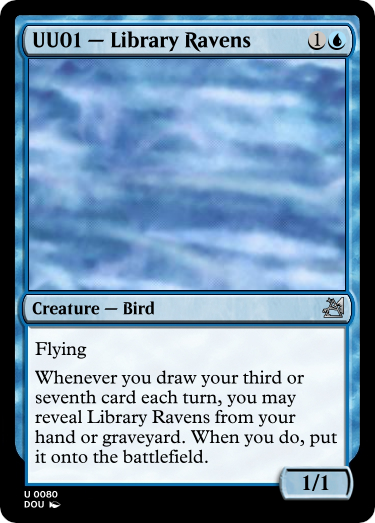 UU01 — Library Ravens 1
Creature — Bird
Flying
Whenever you draw your third or
seventh card each turn, you may
reveal Library Ravens from your
hand or graveyard. When you do, put
it onto the battlefield.
1/1
U 0080
DOU